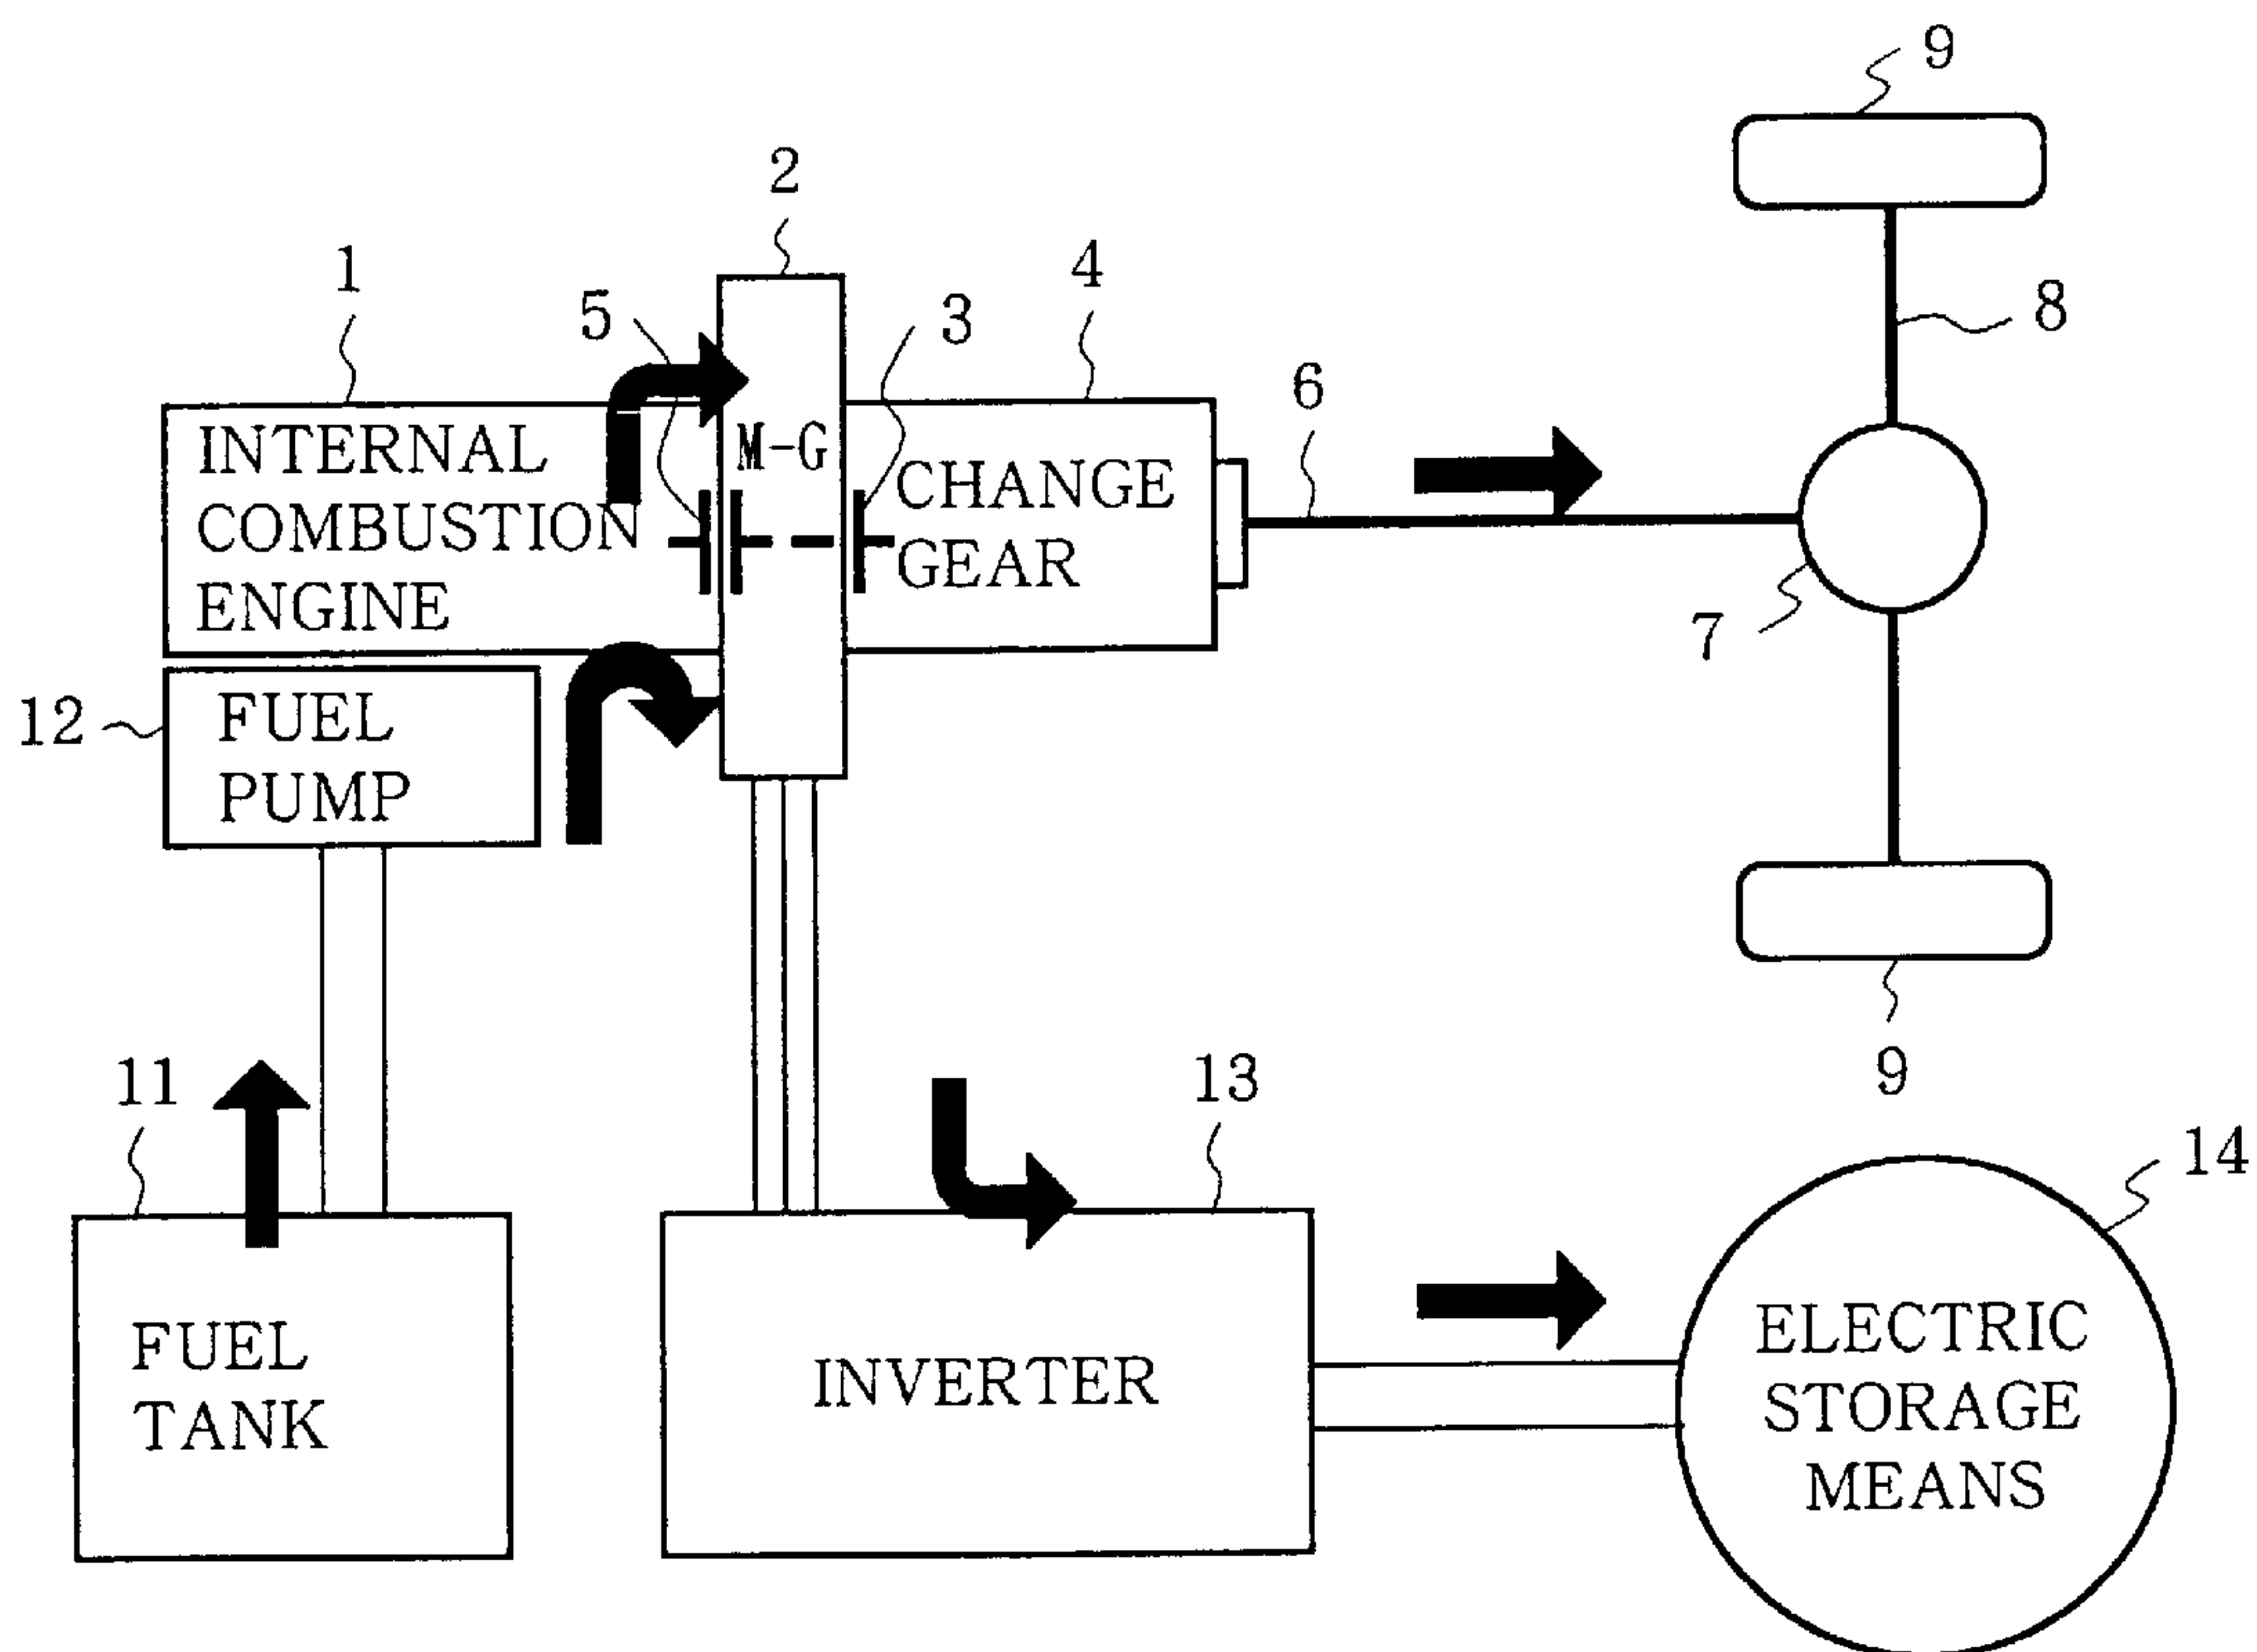 9
2
1
5
3
4
6
8
INTERNAL
COMBUSTION
ENGINE
M-G
CHANGE
GEAR
7
12
FUEL
PUMP
11
13
9
14
FUEL
TANK
INVERTER
ELECTRIC
STORAGE
MEANS